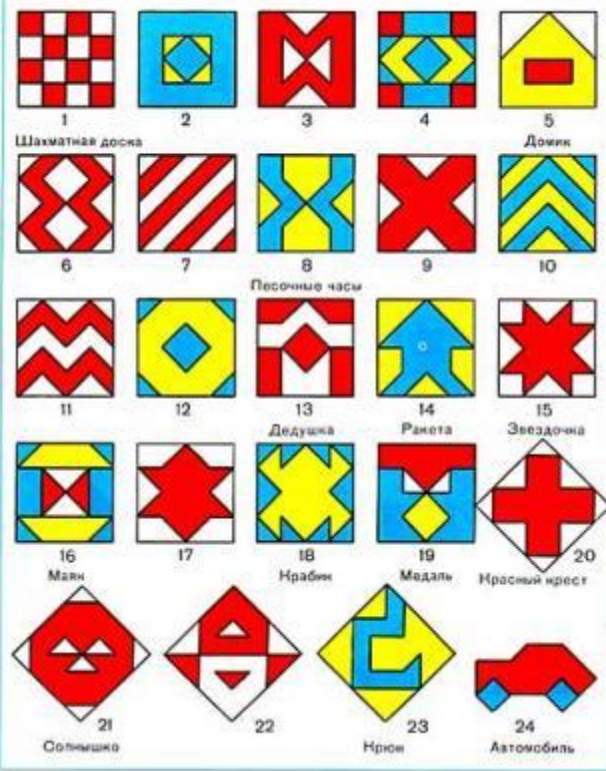 1 2 3 4 5
Шахматная доска Домик
6 7 8 9 10
Песочные часы
11 12 13 14 15
Дедушка Ракета Звездочка
16 17 18 19 20
Маяк Крабик Медаль Красный крест
21 22 23 24
Солнышко Крюк Автомобиль